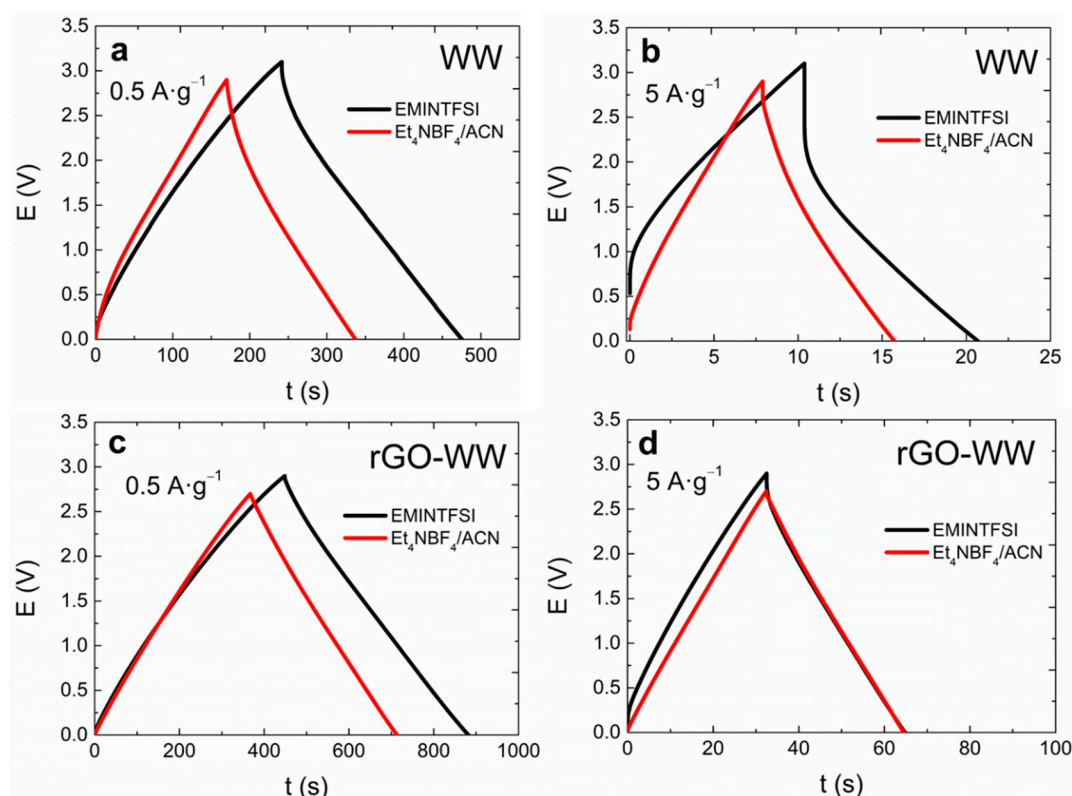 a
WW
0.5 A·g⁻¹
EMINTFSI
Et₄NBF₄/ACN
E (V)
3.5
3.0
2.5
2.0
1.5
1.0
0.5
0.0
0
100
200
300
400
500
t (s)
b
WW
5 A·g⁻¹
EMINTFSI
Et₄NBF₄/ACN
E (V)
3.5
3.0
2.5
2.0
1.5
1.0
0.5
0.0
0
5
10
15
20
25
t (s)
c
rGO-WW
0.5 A·g⁻¹
EMINTFSI
Et₄NBF₄/ACN
E (V)
3.5
3.0
2.5
2.0
1.5
1.0
0.5
0.0
0
200
400
600
800
1000
t (s)
d
rGO-WW
5 A·g⁻¹
EMINTFSI
Et₄NBF₄/ACN
E (V)
3.5
3.0
2.5
2.0
1.5
1.0
0.5
0.0
0
20
40
60
80
100
t (s)